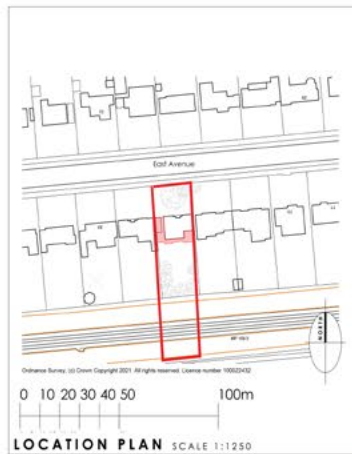 East Avenue
NORTH
Ordnance Survey, (c) Crown Copyright 2021. All rights reserved. Licence number 100022432
0 10 20 30 40 50 100m
LOCATION PLAN SCALE 1:1250